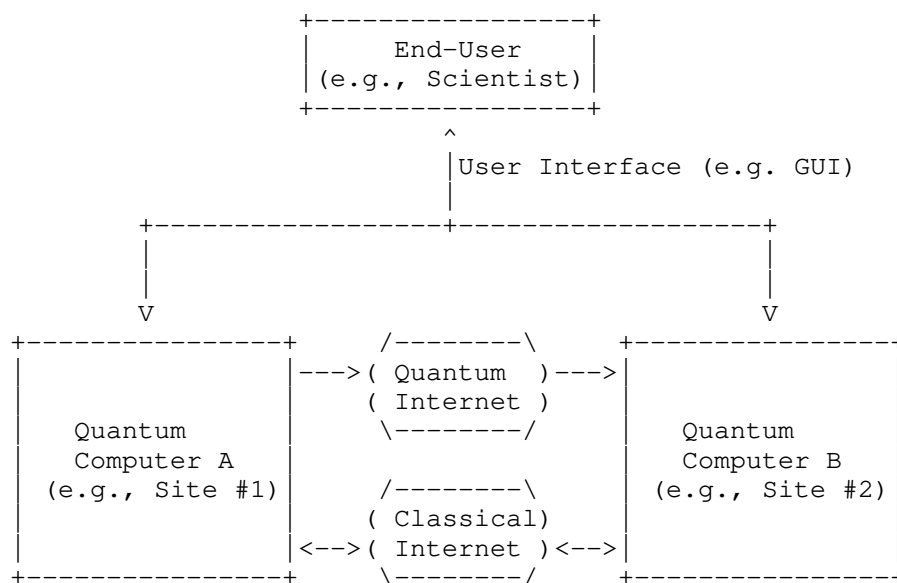 End-User
(e.g., Scientist)
User Interface (e.g. GUI)
Quantum
Internet
Quantum
Computer A
(e.g., Site #1)
Quantum
Computer B
(e.g., Site #2)
Classical
Internet